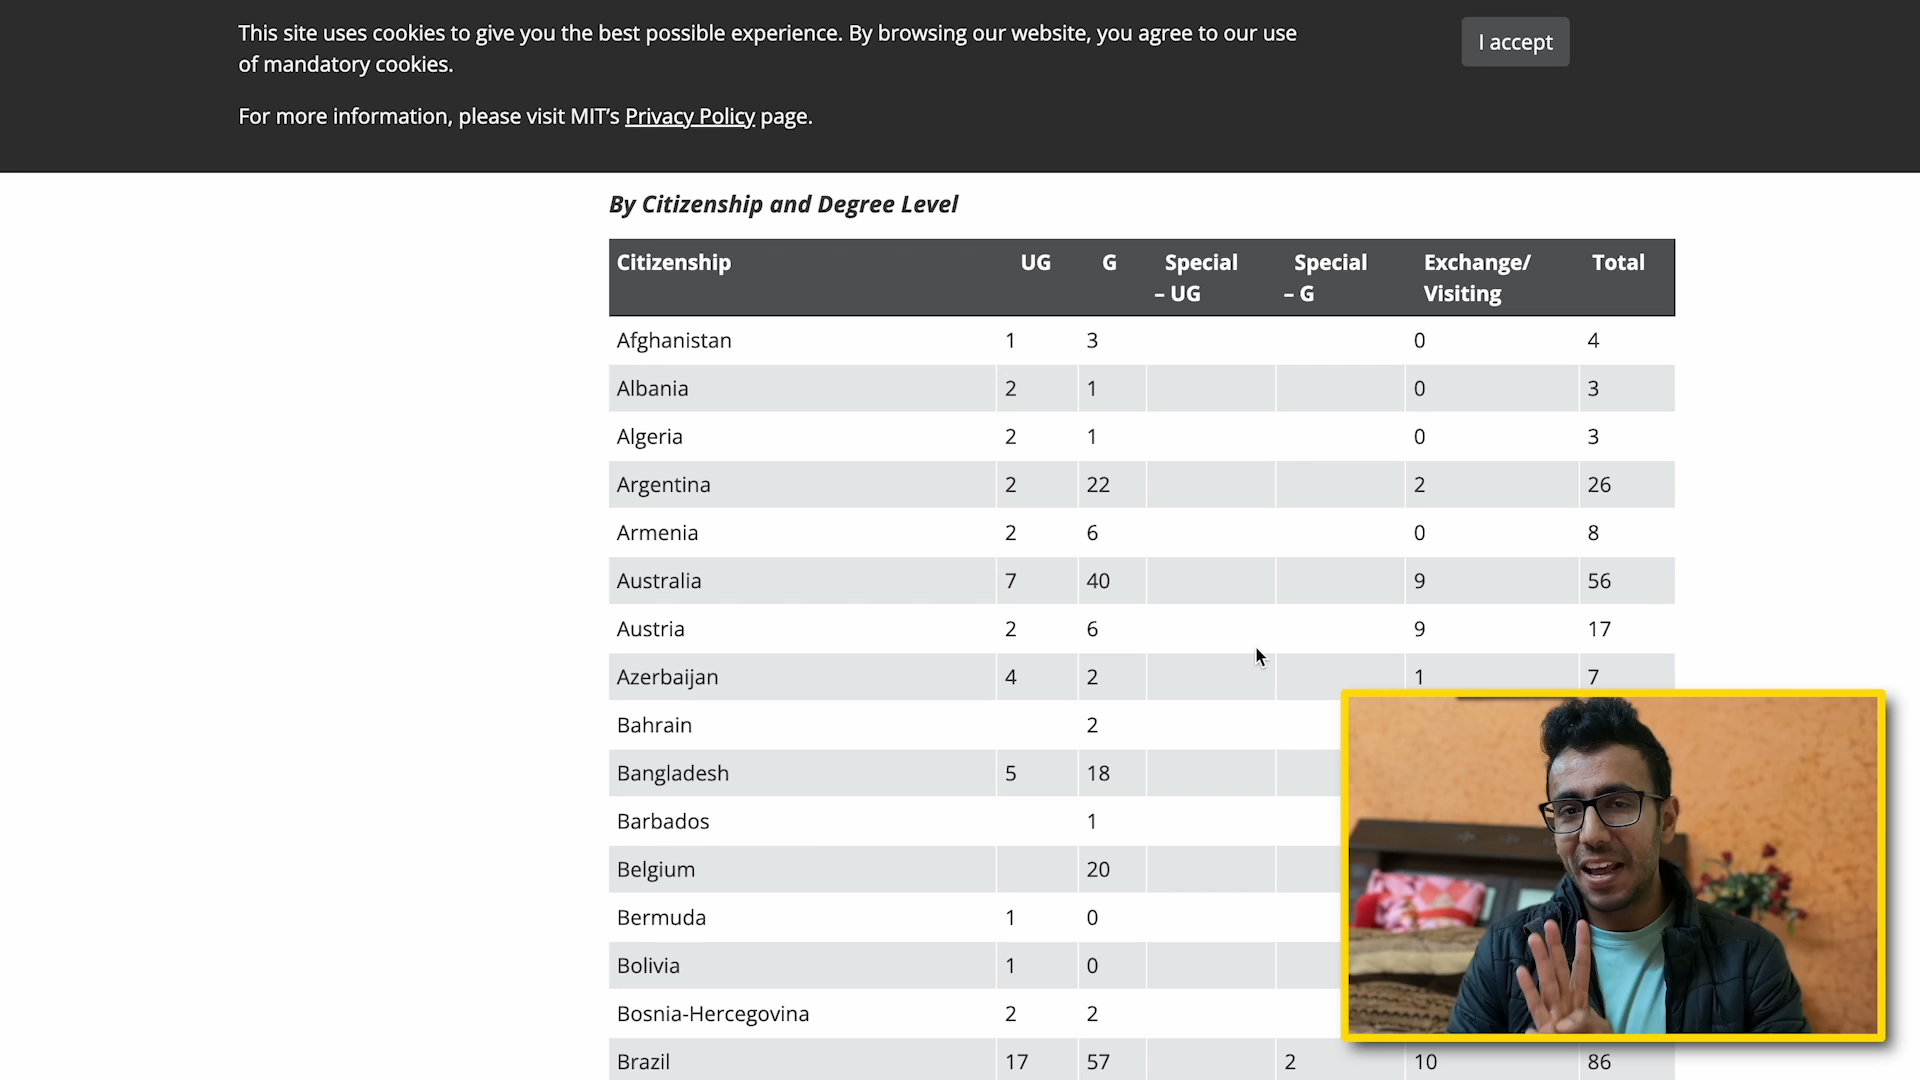 This site uses cookies to give you the best possible experience. By browsing our website, you agree to our use
of mandatory cookies.
I accept
For more information, please visit MIT's Privacy Policy page.
By Citizenship and Degree Level
Citizenship UG G Special – UG Special – G Exchange/ Visiting Total
Afghanistan 1 3 0 4
Albania 2 1 0 3
Algeria 2 1 0 3
Argentina 2 22 2 26
Armenia 2 6 0 8
Australia 7 40 9 56
Austria 2 6 9 17
Azerbaijan 4 2 1 7
Bahrain 2
Bangladesh 5 18
Barbados 1
Belgium 20
Bermuda 1 0
Bolivia 1 0
Bosnia-Hercegovina 2 2
Brazil 17 57 2 10 86